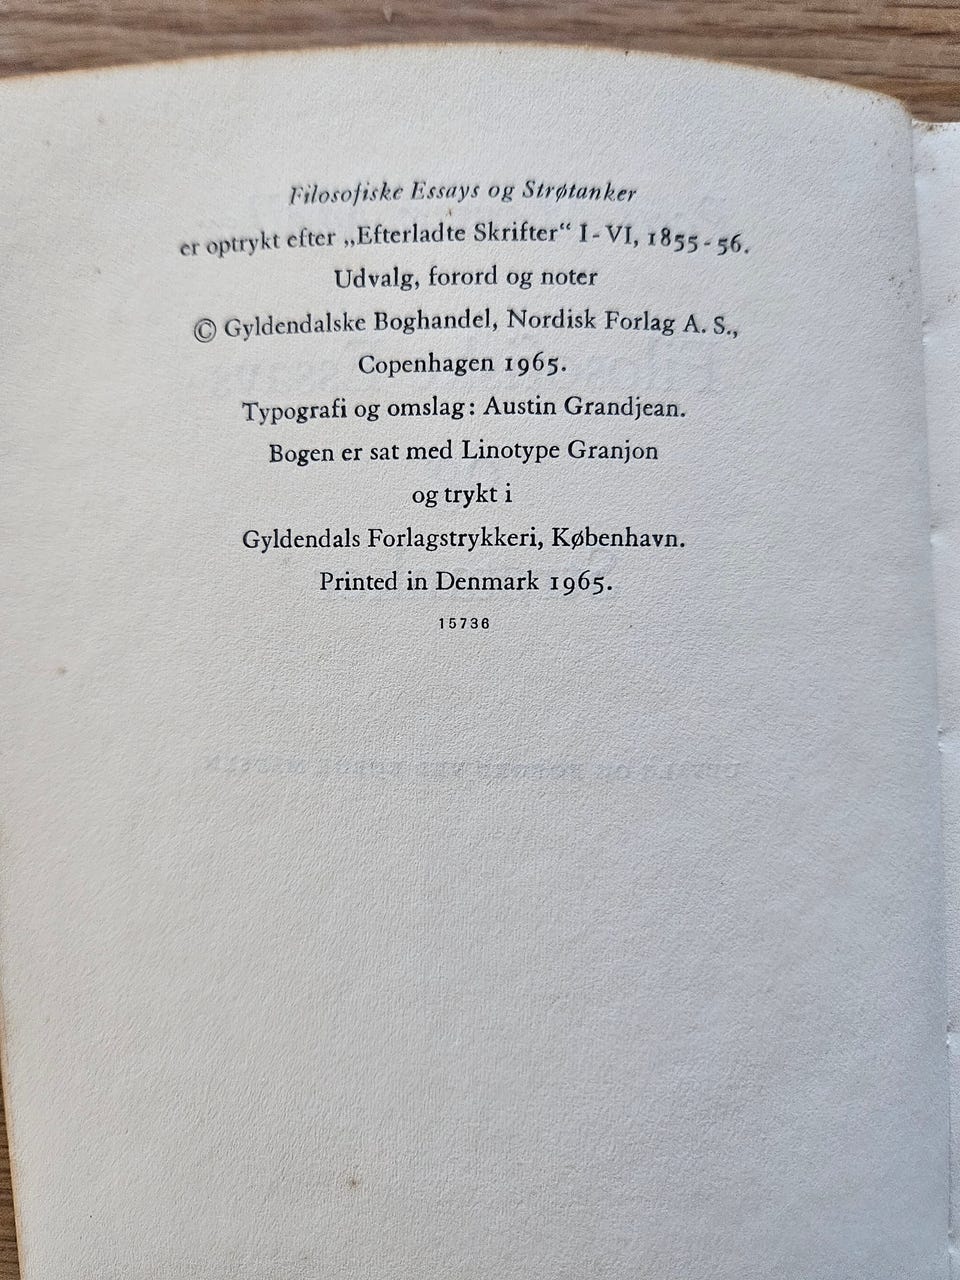 Filosofiske Essays og Strøtanker
er optrykt efter „Efterladte Skrifter“ I-VI, 1855-56.
Udvalg, forord og noter
© Gyldendalske Boghandel, Nordisk Forlag A. S.,
Copenhagen 1965.
Typografi og omslag: Austin Grandjean.
Bogen er sat med Linotype Granjon
og trykt i
Gyldendals Forlagstrykkeri, København.
Printed in Denmark 1965.
15736